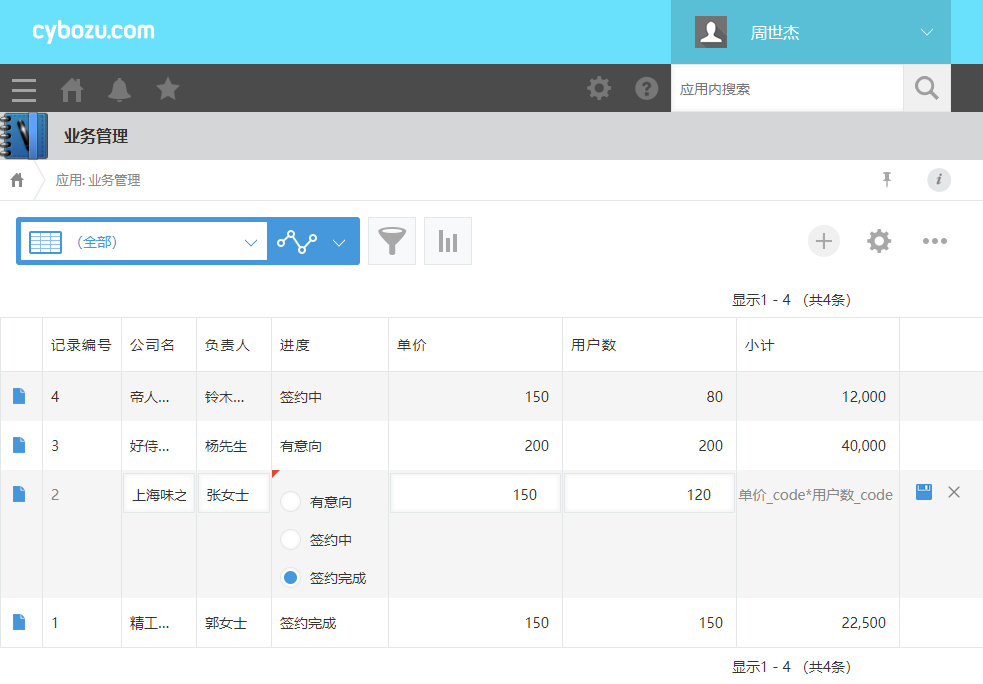 cybozu.com
周世杰
应用内搜索
业务管理
应用: 业务管理
（全部）
显示1 - 4 （共4条）
记录编号 公司名 负责人 进度 单价 用户数 小计
4 帝人... 铃木... 签约中 150 80 12,000
3 好侍... 杨先生 有意向 200 200 40,000
2 上海味之 张女士 有意向 150 120 单价_code*用户数_code
签约中
签约完成
1 精工... 郭女士 签约完成 150 150 22,500
显示1 - 4 （共4条）